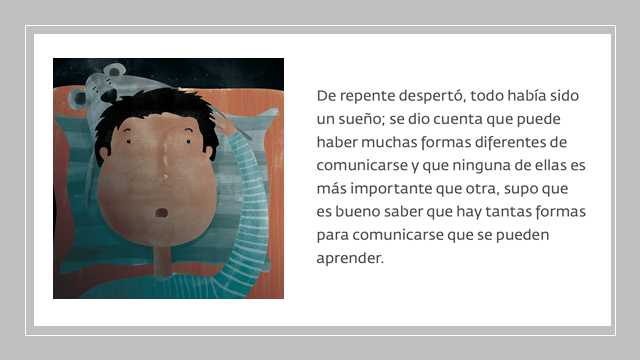 De repente despertó, todo había sido
un sueño; se dio cuenta que puede
haber muchas formas diferentes de
comunicarse y que ninguna de ellas es
más importante que otra, supo que
es bueno saber que hay tantas formas
para comunicarse que se pueden
aprender.